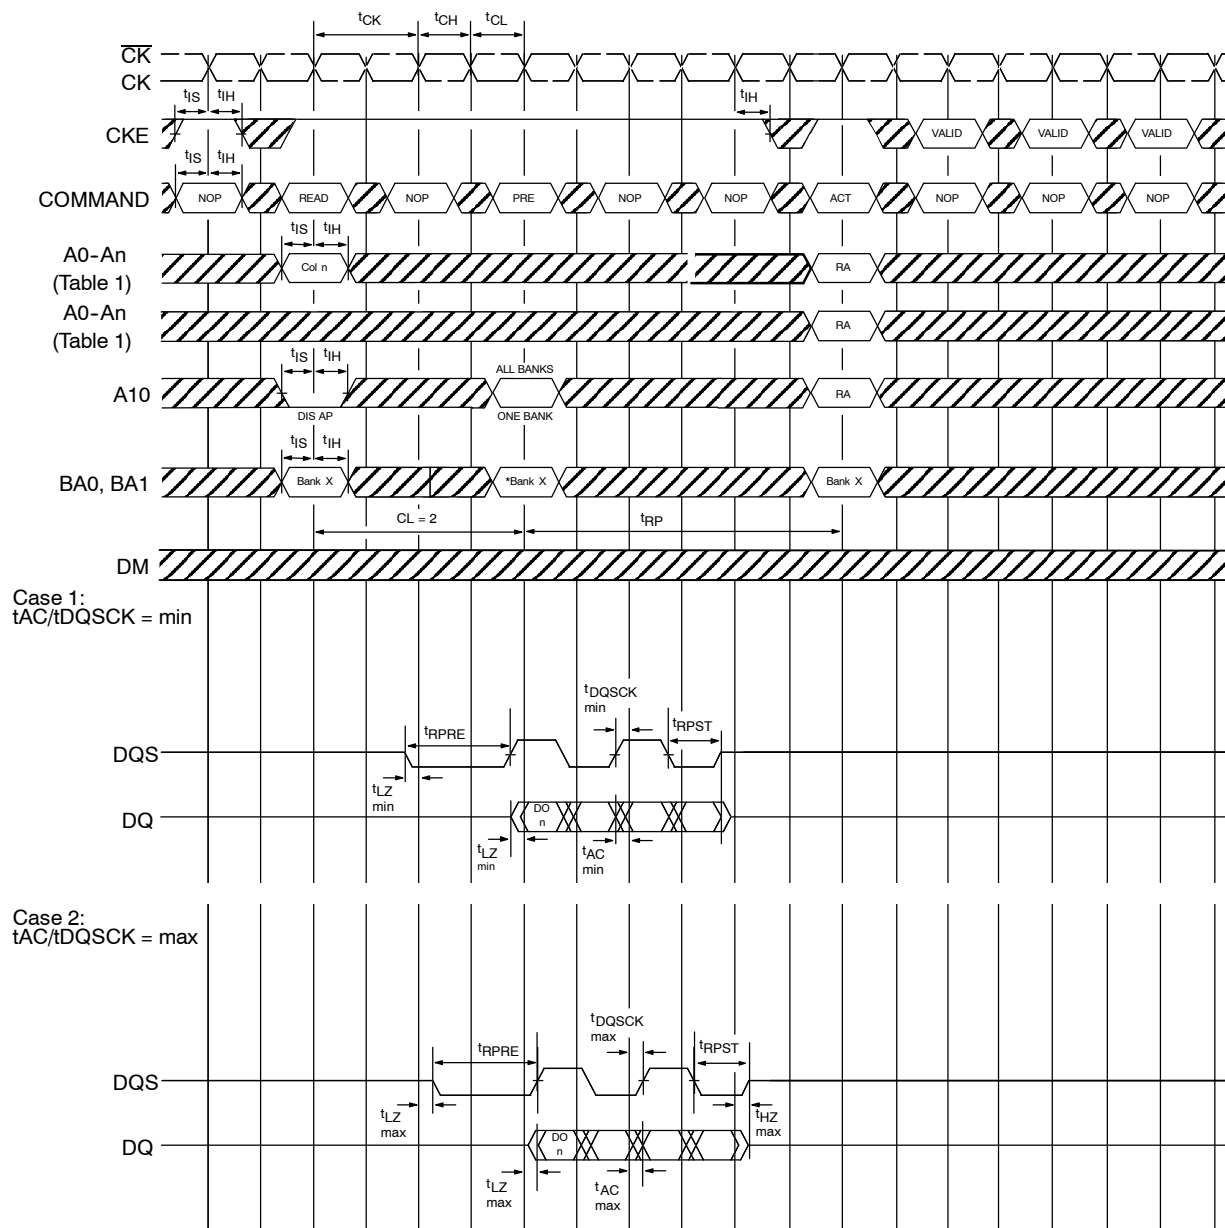 tCK tCH tCL
CK
CK
tIS tIH tIH
CKE VALID VALID VALID
tIS tIH
COMMAND NOP READ NOP PRE NOP NOP ACT NOP NOP NOP
tIS tIH
A0-An
(Table 1) Col n RA
A0-An
(Table 1) RA
tIS tIH ALL BANKS
A10 RA
DIS AP ONE BANK
tIS tIH
BA0, BA1 Bank X *Bank X Bank X
CL = 2 tRP
DM
Case 1:
tAC/tDQSCK = min
tDQSCK
min
tRPRE tRPST
DQS
tLZ
min
DQ DO
n
tLZ
min
tAC
min
Case 2:
tAC/tDQSCK = max
tDQSCK
max
tRPRE tRPST
DQS
tLZ
max
tHZ
max
DQ DO
n
tLZ
max
tAC
max